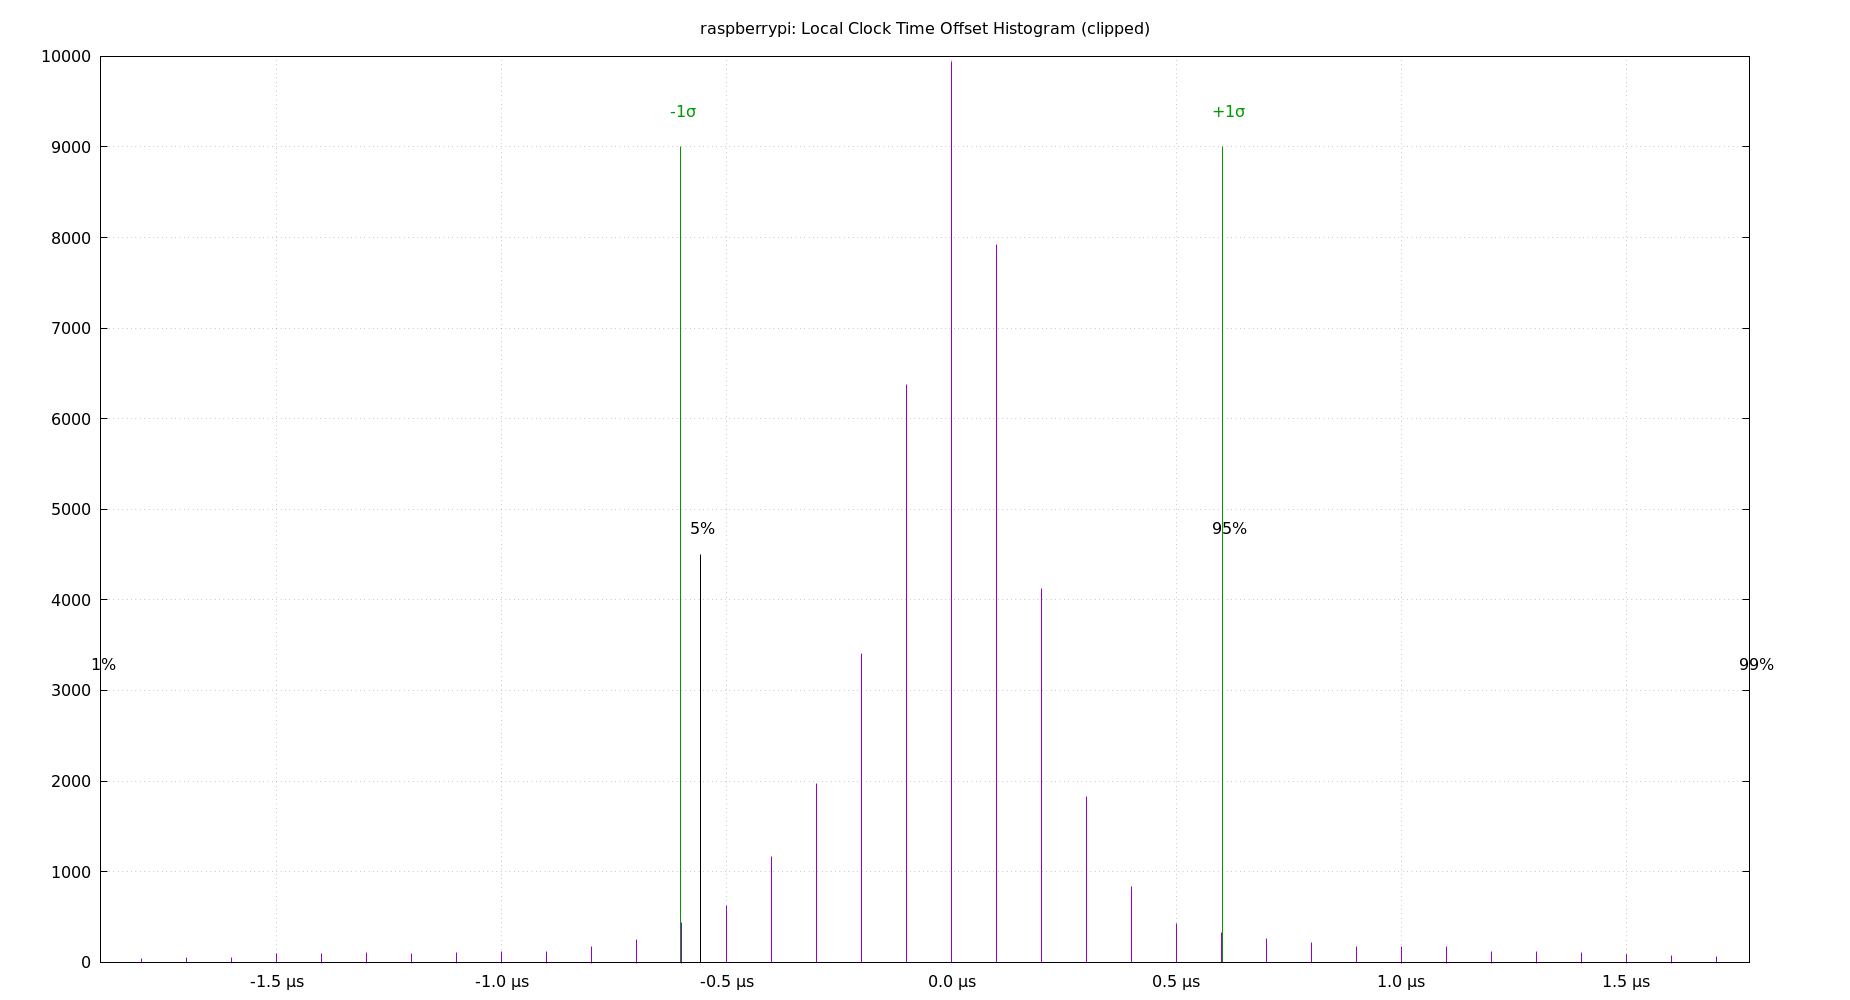 raspberrypi: Local Clock Time Offset Histogram (clipped)
10000
-1σ
+1σ
9000
8000
7000
6000
5000
5%
95%
4000
1%
99%
3000
2000
1000
0
-1.5 µs
-1.0 µs
-0.5 µs
0.0 µs
0.5 µs
1.0 µs
1.5 µs